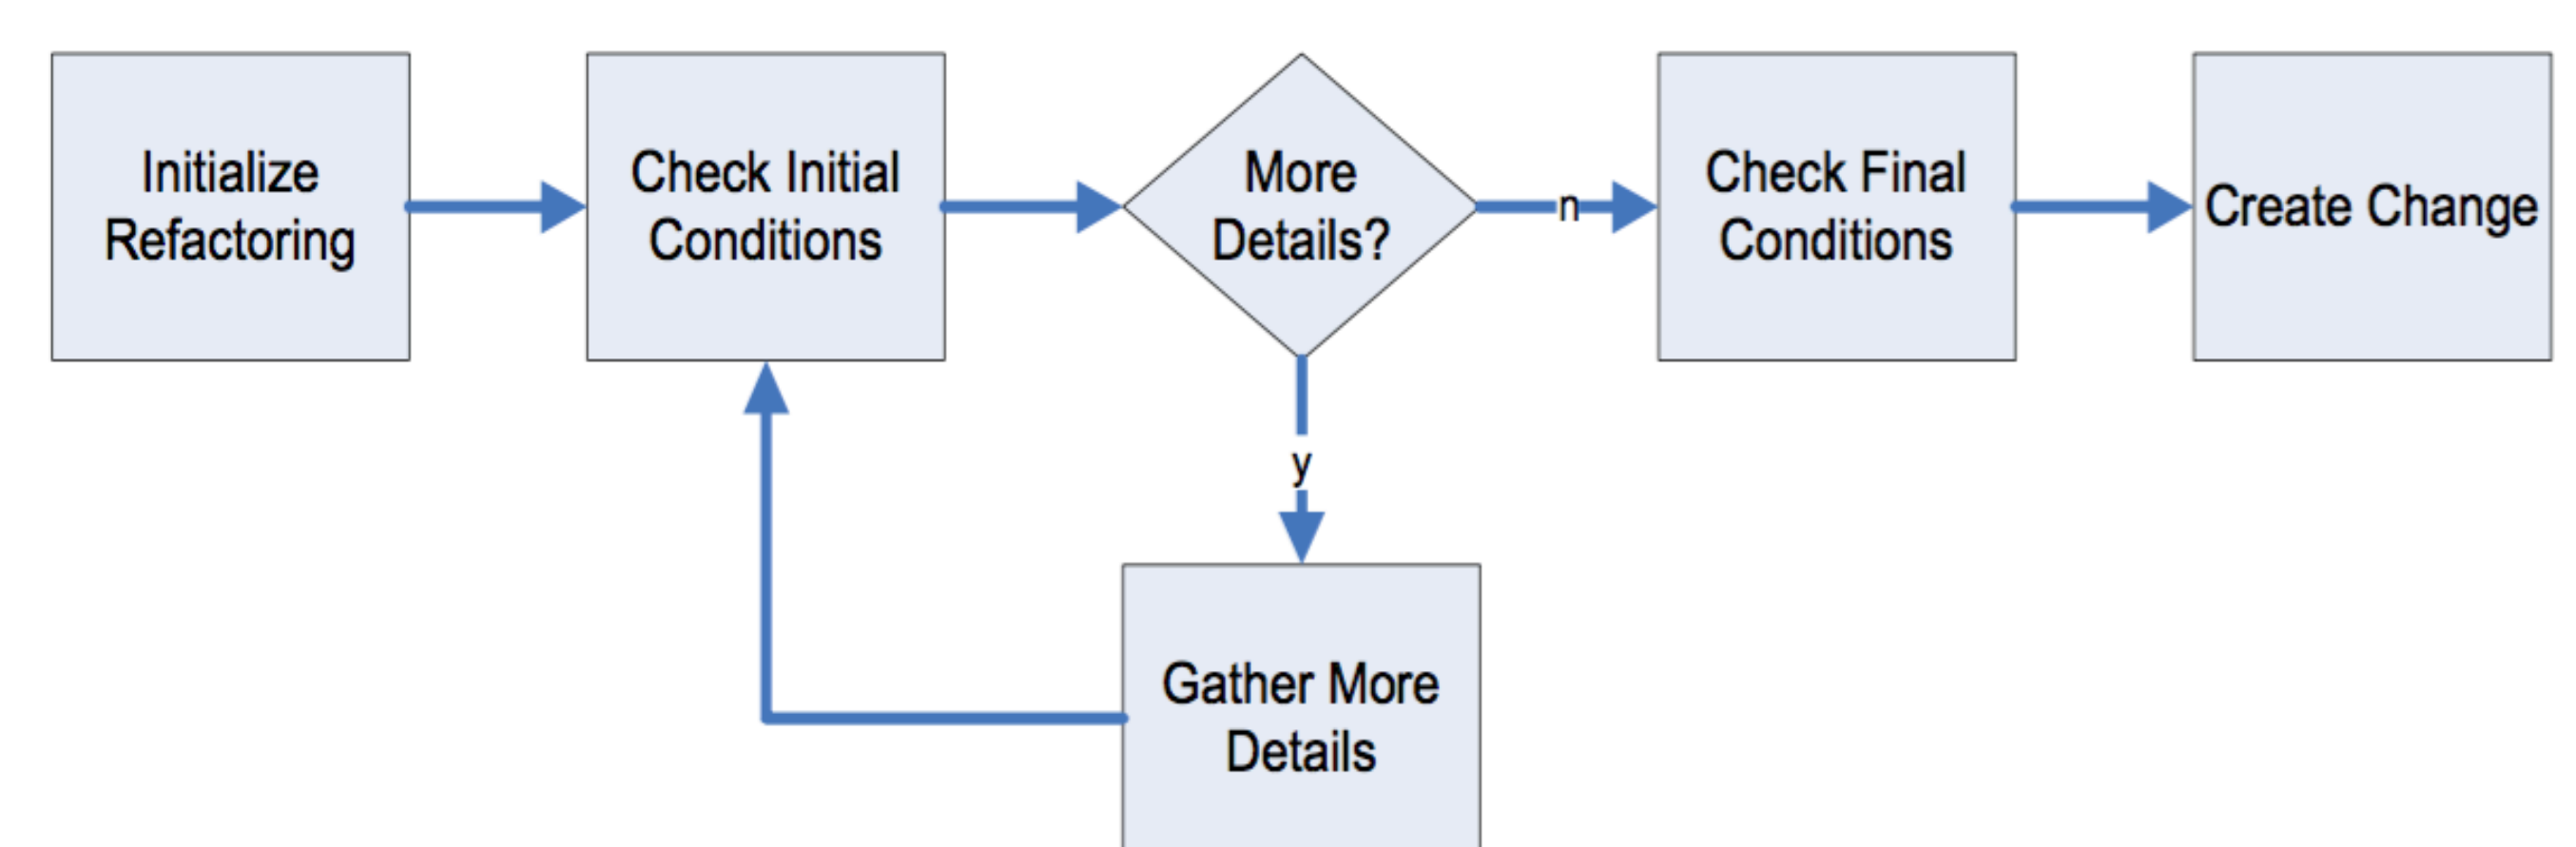 Initialize
Refactoring
Check Initial
Conditions
More
Details?
n
Check Final
Conditions
Create Change
y
Gather More
Details